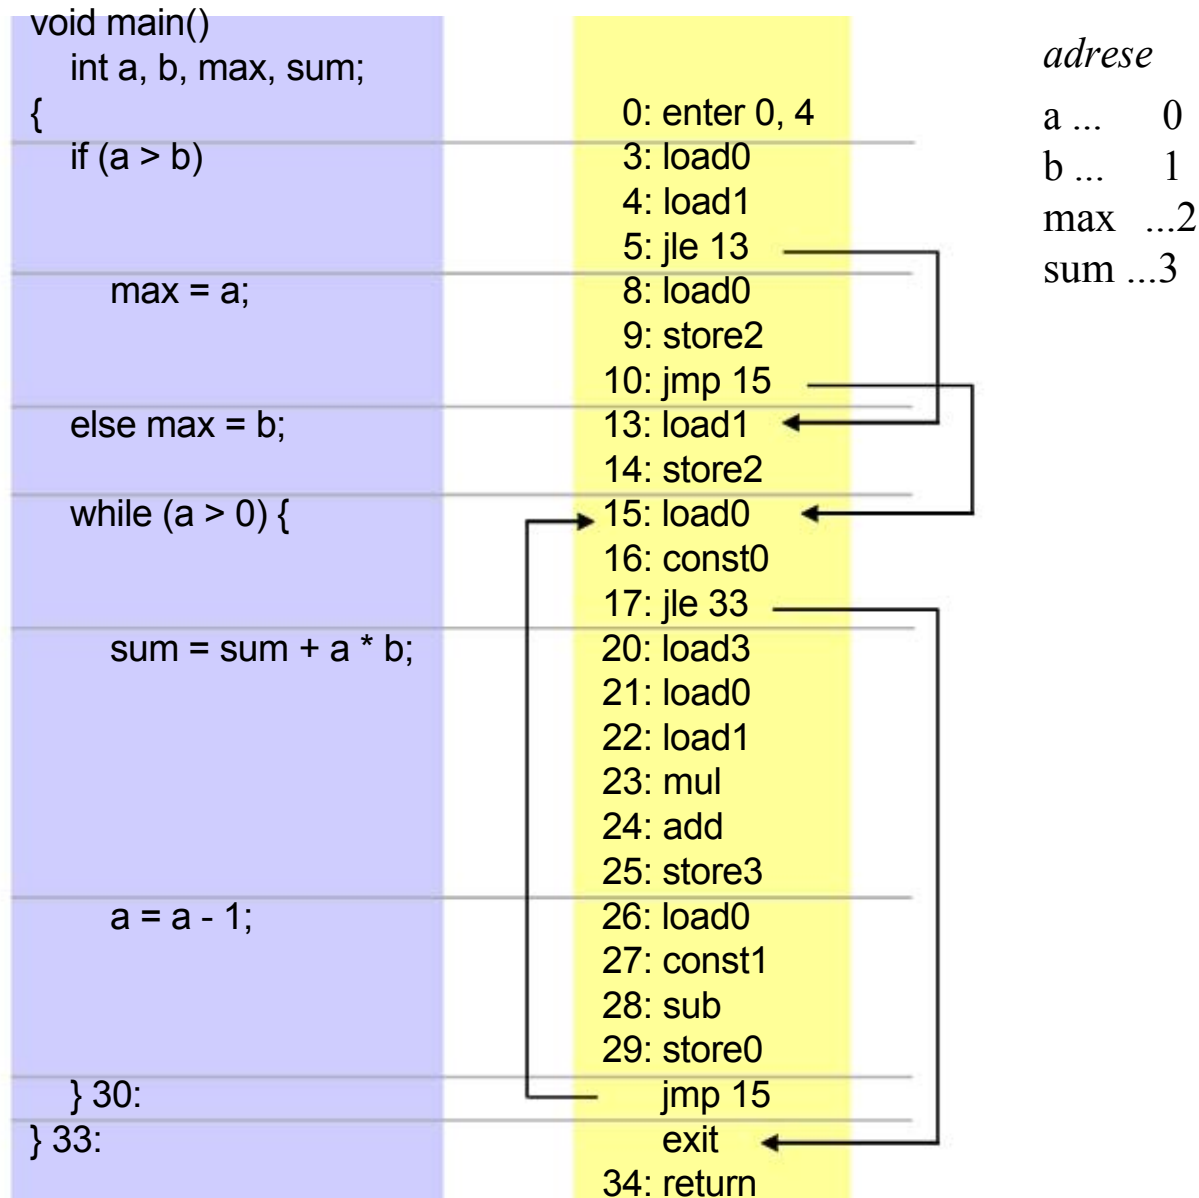 void main()
int a, b, max, sum;
adrese
{ 0: enter 0, 4 a ... 0
if (a > b) 3: load0 b ... 1
4: load1 max ...2
5: jle 13 sum ...3
max = a; 8: load0
9: store2
10: jmp 15
else max = b; 13: load1
14: store2
while (a > 0) { 15: load0
16: const0
17: jle 33
sum = sum + a * b; 20: load3
21: load0
22: load1
23: mul
24: add
25: store3
a = a - 1; 26: load0
27: const1
28: sub
29: store0
} 30: jmp 15
} 33: exit
34: return